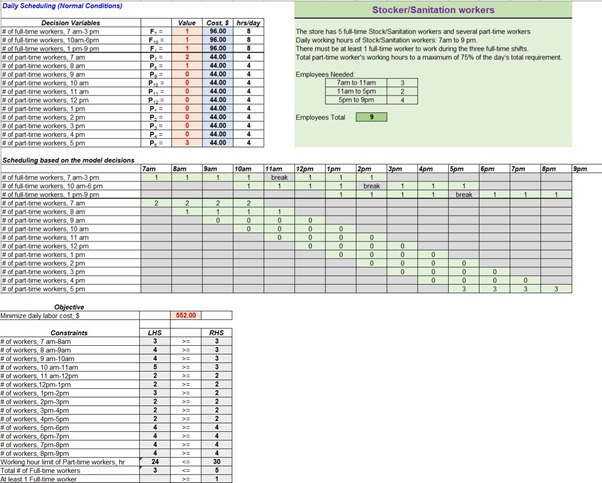 Daily Scheduling (Normal Conditions)
Stocker/Sanitation workers
Decision Variables Value Cost, $ hrs/day
# of full-time workers, 7 am-3 pm F₇ = 1 96.00 8
# of full-time workers, 10am-6pm F₁₀ = 1 96.00 8
# of full-time workers, 1 pm-9 pm F₁ = 1 96.00 8
# of part-time workers, 7 am P₇ = 2 44.00 4
# of part-time workers, 8 am P₈ = 1 44.00 4
# of part-time workers, 9 am P₉ = 0 44.00 4
# of part-time workers, 10 am P₁₀ = 0 44.00 4
# of part-time workers, 11 am P₁₁ = 0 44.00 4
# of part-time workers, 12 pm P₁₂ = 0 44.00 4
# of part-time workers, 1 pm P₁ = 0 44.00 4
# of part-time workers, 2 pm P₂ = 0 44.00 4
# of part-time workers, 3 pm P₃ = 0 44.00 4
# of part-time workers, 4 pm P₄ = 0 44.00 4
# of part-time workers, 5 pm P₅ = 3 44.00 4
The store has 5 full-time Stock/Sanitation workers and several part-time workers
Daily working hours of Stock/Sanitation workers: 7am to 9 pm.
There must be at least 1 full-time worker to work during the three full-time shifts.
Total part-time worker's working hours to a maximum of 75% of the day's total requirement.
Employees Needed:
7am to 11am 3
11am to 5pm 2
5pm to 9pm 4
Employees Total 9
Scheduling based on the model decisions
7am 8am 9am 10am 11am 12pm 1pm 2pm 3pm 4pm 5pm 6pm 7pm 8pm 9pm
# of full-time workers, 7 am-3 pm 1 1 1 1 break 1 1 1
# of full-time workers, 10 am-6 pm 1 1 1 1 break 1 1 1
# of full-time workers, 1 pm-9 pm 1 1 1 1 break 1 1 1
# of part-time workers, 7 am 2 2 2 2
# of part-time workers, 8 am 1 1 1 1
# of part-time workers, 9 am 0 0 0 0
# of part-time workers, 10 am 0 0 0 0
# of part-time workers, 11 am 0 0 0 0
# of part-time workers, 12 pm 0 0 0 0
# of part-time workers, 1 pm 0 0 0 0
# of part-time workers, 2 pm 0 0 0 0
# of part-time workers, 3 pm 0 0 0 0
# of part-time workers, 4 pm 0 0 0 0
# of part-time workers, 5 pm 3 3 3 3
Objective
Minimize daily labor cost, $ 552.00
Constraints LHS RHS
# of workers, 7 am-8am 3 >= 3
# of workers, 8 am-9am 4 >= 3
# of workers, 9 am-10am 4 >= 3
# of workers, 10 am-11am 5 >= 3
# of workers, 11 am-12pm 2 >= 2
# of workers,12pm-1pm 2 >= 2
# of workers, 1pm-2pm 3 >= 2
# of workers, 2pm-3pm 2 >= 2
# of workers, 3pm-4pm 2 >= 2
# of workers, 4pm-5pm 2 >= 2
# of workers, 5pm-6pm 4 >= 4
# of workers, 6pm-7pm 4 >= 4
# of workers, 7pm-8pm 4 >= 4
# of workers, 8pm-9pm 4 >= 4
Working hour limit of Part-time workers, hr 24 <= 30
Total # of Full-time workers 3 <= 5
At least 1 Full-time worker >= 1